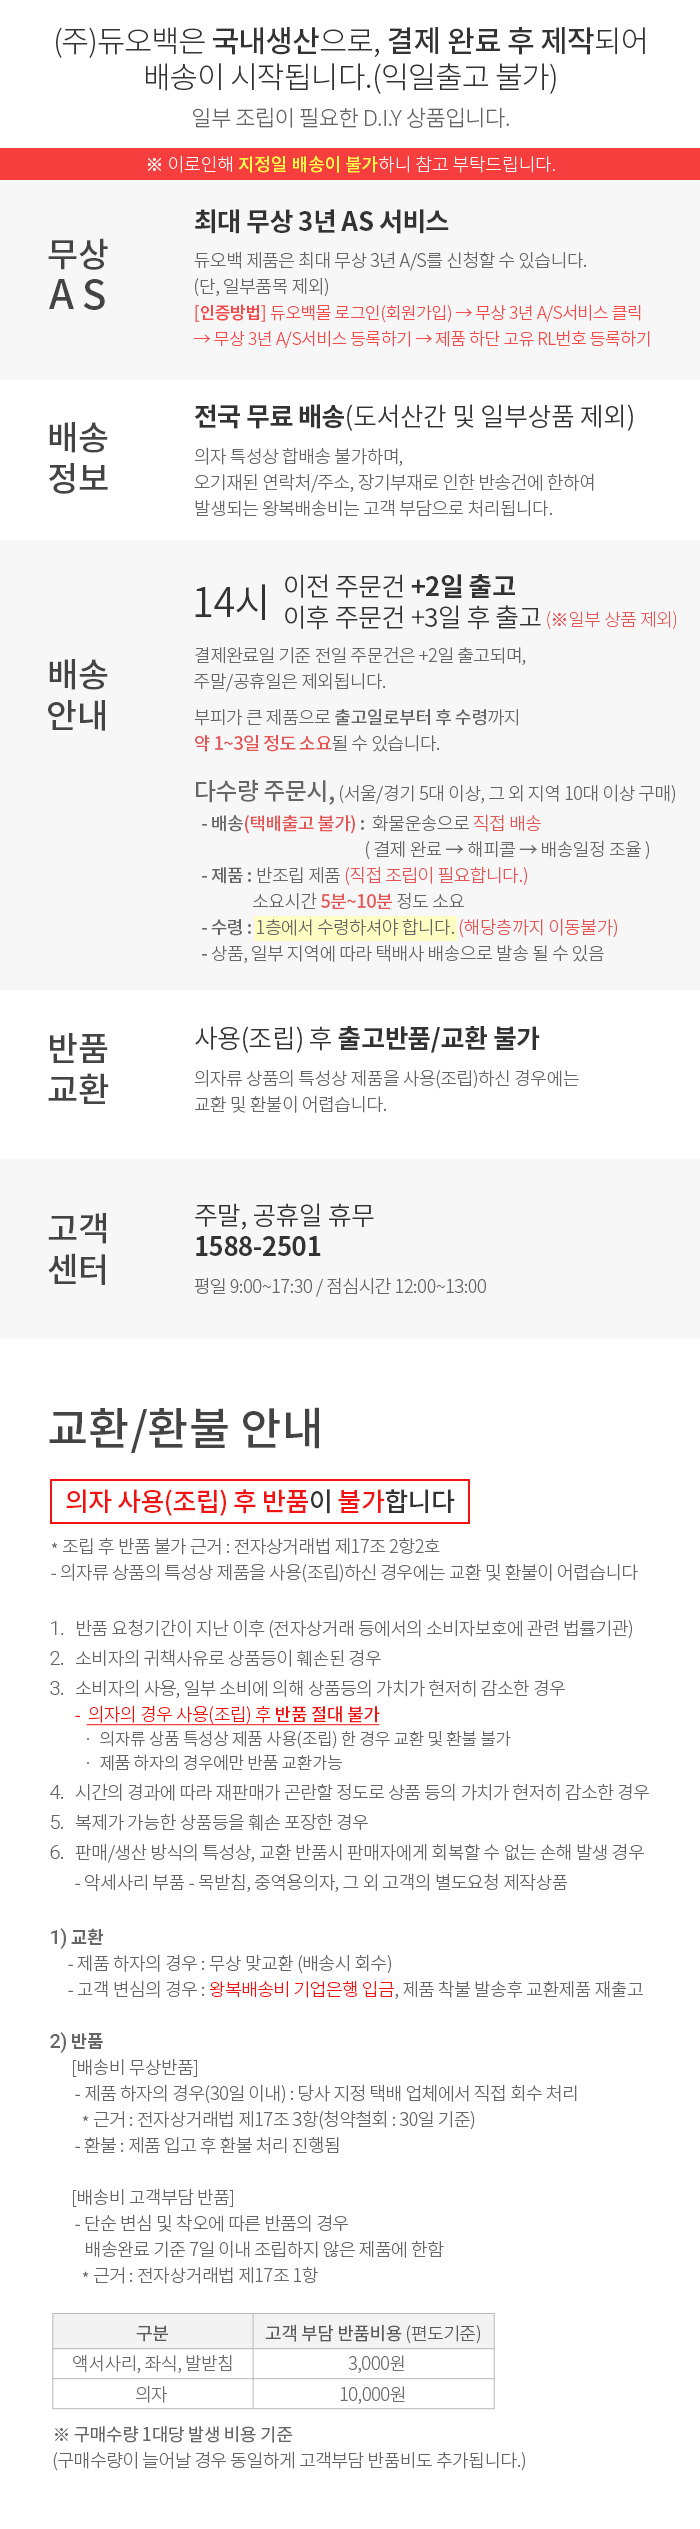 (주)듀오백은 국내생산으로, 결제 완료 후 제작되어
배송이 시작됩니다.(익일출고 불가)
일부 조립이 필요한 D.I.Y 상품입니다.
※ 이로인해 지정일 배송이 불가하니 참고 부탁드립니다.
무상
A S
최대 무상 3년 AS 서비스
듀오백 제품은 최대 무상 3년 A/S를 신청할 수 있습니다.
(단, 일부품목 제외)
[인증방법] 듀오백몰 로그인(회원가입) → 무상 3년 A/S서비스 클릭
→ 무상 3년 A/S서비스 등록하기 → 제품 하단 고유 RL번호 등록하기
배송
정보
전국 무료 배송(도서산간 및 일부상품 제외)
의자 특성상 합배송 불가하며,
오기재된 연락처/주소, 장기부재로 인한 반송건에 한하여
발생되는 왕복배송비는 고객 부담으로 처리됩니다.
배송
안내
14시
이전 주문건 +2일 출고
이후 주문건 +3일 후 출고 (※일부 상품 제외)
결제완료일 기준 전일 주문건은 +2일 출고되며,
주말/공휴일은 제외됩니다.
부피가 큰 제품으로 출고일로부터 후 수령까지
약 1~3일 정도 소요될 수 있습니다.
다수량 주문시, (서울/경기 5대 이상, 그 외 지역 10대 이상 구매)
- 배송(택배출고 불가) : 화물운송으로 직접 배송
( 결제 완료 → 해피콜 → 배송일정 조율 )
- 제품 : 반조립 제품 (직접 조립이 필요합니다.)
소요시간 5분~10분 정도 소요
- 수령 : 1층에서 수령하셔야 합니다. (해당층까지 이동불가)
- 상품, 일부 지역에 따라 택배사 배송으로 발송 될 수 있음
반품
교환
사용(조립) 후 출고반품/교환 불가
의자류 상품의 특성상 제품을 사용(조립)하신 경우에는
교환 및 환불이 어렵습니다.
고객
센터
주말, 공휴일 휴무
1588-2501
평일 9:00~17:30 / 점심시간 12:00~13:00
교환/환불 안내
의자 사용(조립) 후 반품이 불가합니다
* 조립 후 반품 불가 근거 : 전자상거래법 제17조 2항2호
- 의자류 상품의 특성상 제품을 사용(조립)하신 경우에는 교환 및 환불이 어렵습니다
1. 반품 요청기간이 지난 이후 (전자상거래 등에서의 소비자보호에 관련 법률기관)
2. 소비자의 귀책사유로 상품등이 훼손된 경우
3. 소비자의 사용, 일부 소비에 의해 상품등의 가치가 현저히 감소한 경우
- 의자의 경우 사용(조립) 후 반품 절대 불가
· 의자류 상품 특성상 제품 사용(조립) 한 경우 교환 및 환불 불가
· 제품 하자의 경우에만 반품 교환가능
4. 시간의 경과에 따라 재판매가 곤란할 정도로 상품 등의 가치가 현저히 감소한 경우
5. 복제가 가능한 상품등을 훼손 포장한 경우
6. 판매/생산 방식의 특성상, 교환 반품시 판매자에게 회복할 수 없는 손해 발생 경우
- 악세사리 부품 - 목받침, 중역용의자, 그 외 고객의 별도요청 제작상품
1) 교환
- 제품 하자의 경우 : 무상 맞교환 (배송시 회수)
- 고객 변심의 경우 : 왕복배송비 기업은행 입금, 제품 착불 발송후 교환제품 재출고
2) 반품
[배송비 무상반품]
- 제품 하자의 경우(30일 이내) : 당사 지정 택배 업체에서 직접 회수 처리
* 근거 : 전자상거래법 제17조 3항(청약철회 : 30일 기준)
- 환불 : 제품 입고 후 환불 처리 진행됨
[배송비 고객부담 반품]
- 단순 변심 및 착오에 따른 반품의 경우
배송완료 기준 7일 이내 조립하지 않은 제품에 한함
* 근거 : 전자상거래법 제17조 1항
구분 고객 부담 반품비용 (편도기준)
액서사리, 좌식, 발받침 3,000원
의자 10,000원
※ 구매수량 1대당 발생 비용 기준
(구매수량이 늘어날 경우 동일하게 고객부담 반품비도 추가됩니다.)